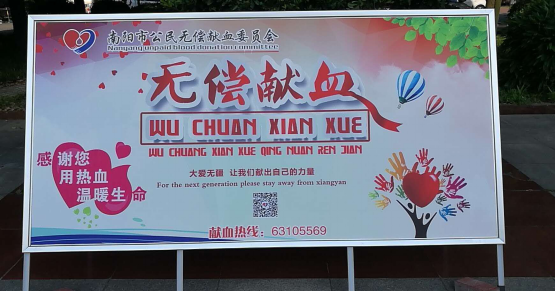 南阳市公民无偿献血委员会
Nanyang unpaid blood donation committee
无偿献血
WU CHUAN XIAN XUE
WU CHUANG XIAN XUE QING NUAN REN JIAN
感谢您
用热血
温暖生命
大爱无疆 让我们献出自己的力量
For the next generation please stay away from xiangyan
献血热线：63105569